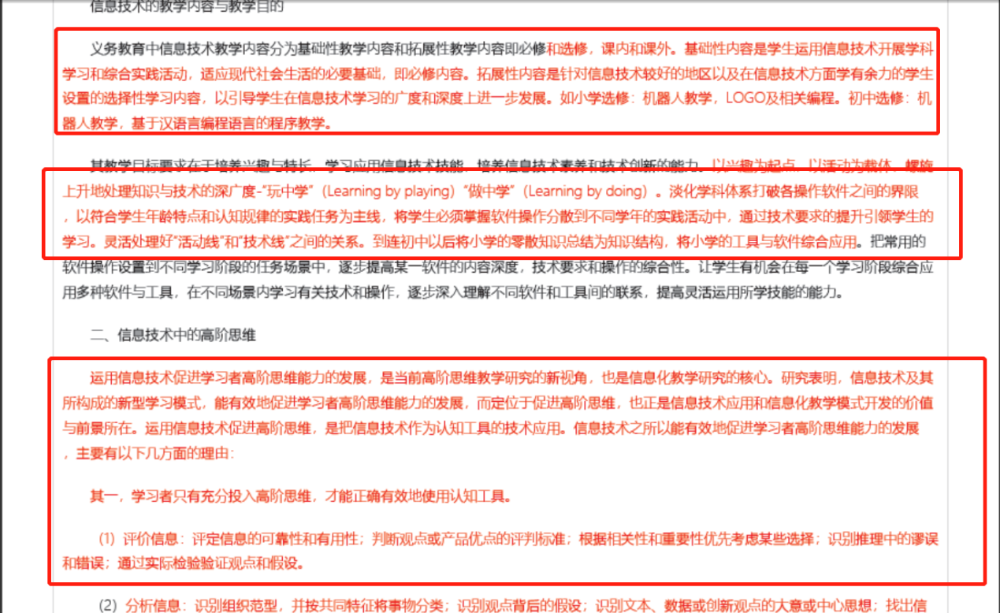 信息技术的教学内容与教学目的
义务教育中信息技术教学内容分为基础性教学内容和拓展性教学内容即必修和选修，课内和课外。基础性内容是学生运用信息技术开展学科
学习和综合实践活动，适应现代社会生活的必要基础，即必修内容。拓展性内容是针对信息技术较好的地区以及在信息技术方面学有余力的学生
设置的选择性学习内容，以引导学生在信息技术学习的广度和深度上进一步发展。如小学选修：机器人教学，LOGO及相关编程。初中选修：机
器人教学，基于汉语言编程语言的程序教学。
其教学目标要求在于培养兴趣与特长、学习应用信息技术技能、培养信息技术素养和技术创新的能力。以兴趣为起点，以活动为载体，螺旋
上升地处理知识与技术的深广度-“玩中学”（Learning by playing）“做中学”（Learning by doing）。淡化学科体系打破各操作软件之间的界限
，以符合学生年龄特点和认知规律的实践任务为主线，将学生必须掌握软件操作分散到不同学年的实践活动中，通过技术要求的提升引领学生的
学习。灵活处理好“活动线”和“技术线”之间的关系。到连初中以后将小学的零散知识总结为知识结构，将小学的工具与软件综合应用。把常用的
软件操作设置到不同学习阶段的任务场景中，逐步提高某一软件的内容深度，技术要求和操作的综合性。让学生有机会在每一个学习阶段综合应
用多种软件与工具，在不同场景内学习有关技术和操作，逐步深入理解不同软件和工具间的联系，提高灵活运用所学技能的能力。
二、信息技术中的高阶思维
运用信息技术促进学习者高阶思维能力的发展，是当前高阶思维教学研究的新视角，也是信息化教学研究的核心。研究表明，信息技术及其
所构成的新型学习模式，能有效地促进学习者高阶思维能力的发展，而定位于促进高阶思维，也正是信息技术应用和信息化教学模式开发的价值
与前景所在。运用信息技术促进高阶思维，是把信息技术作为认知工具的技术应用。信息技术之所以能有效地促进学习者高阶思维能力的发展
，主要有以下几方面的理由：
其一，学习者只有充分投入高阶思维，才能正确有效地使用认知工具。
（1）评价信息：评定信息的可靠性和有用性；判断观点或产品优点的评判标准；根据相关性和重要性优先考虑某些选择；识别推理中的谬误
和错误；通过实际检验验证观点和假设。
（2）分析信息：识别组织范型，并按共同特征将事物分类；识别观点背后的假设；识别文本、数据或创新观点的大意或中心思想；找出信